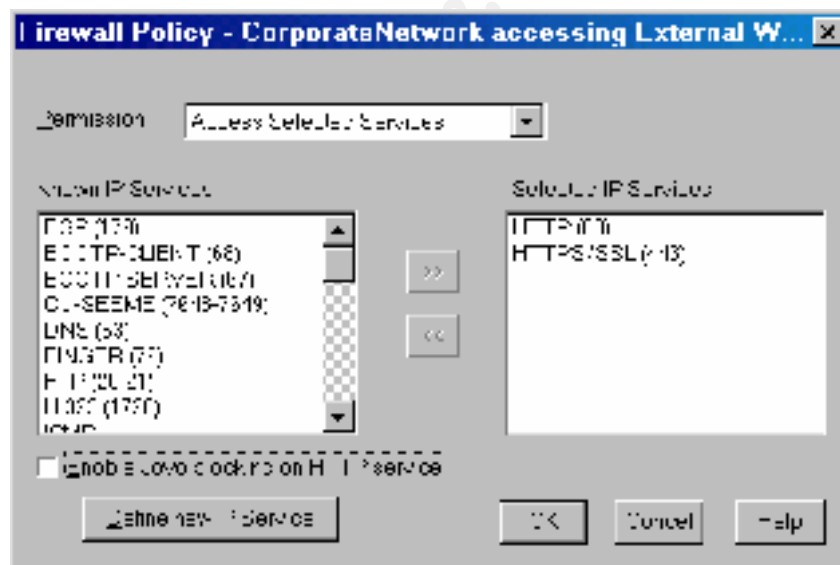 Firewall Policy - CorporateNetwork accessing External W...
Permission
Access Selected Services
Known IP Services
Selected IP Services
BGP (179)
BOOTP-CLIENT (68)
BOOTP-SERVER (67)
CU-SEEME (7648-7649)
DNS (53)
FINGER (79)
FTP (20-21)
H.323 (1720)
ICMP
HTTP (80)
HTTPS/SSL (443)
>>
<<
Enable Java blocking on HTTP service
Define new IP Service
OK
Cancel
Help